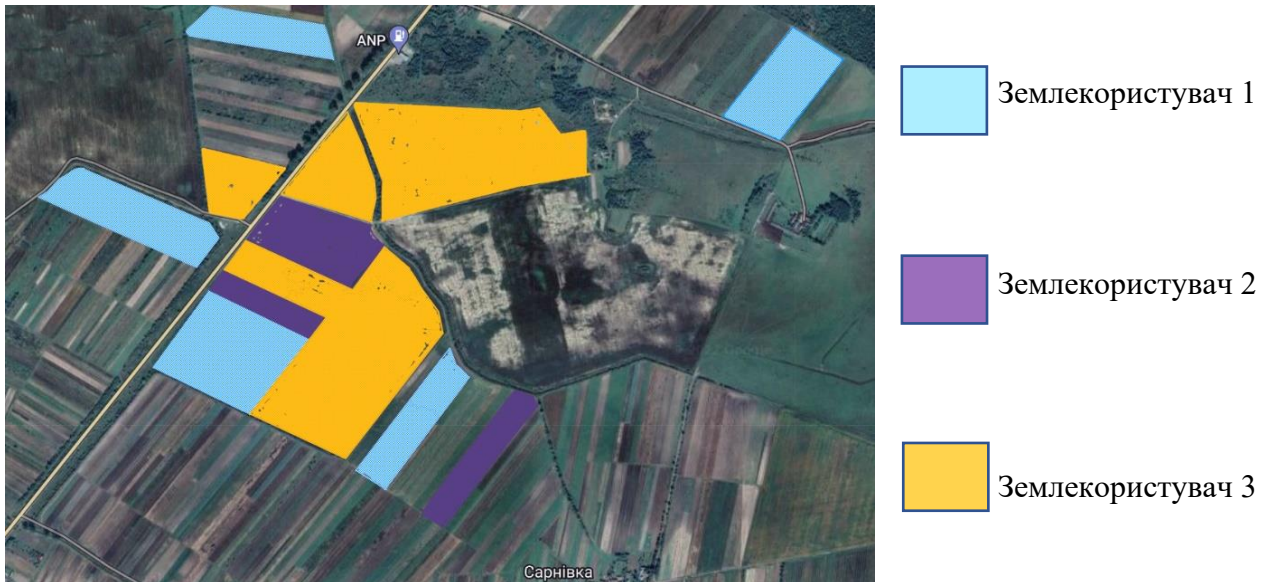 ANP
Землекористувач 1
Землекористувач 2
Землекористувач 3
Сарнівка